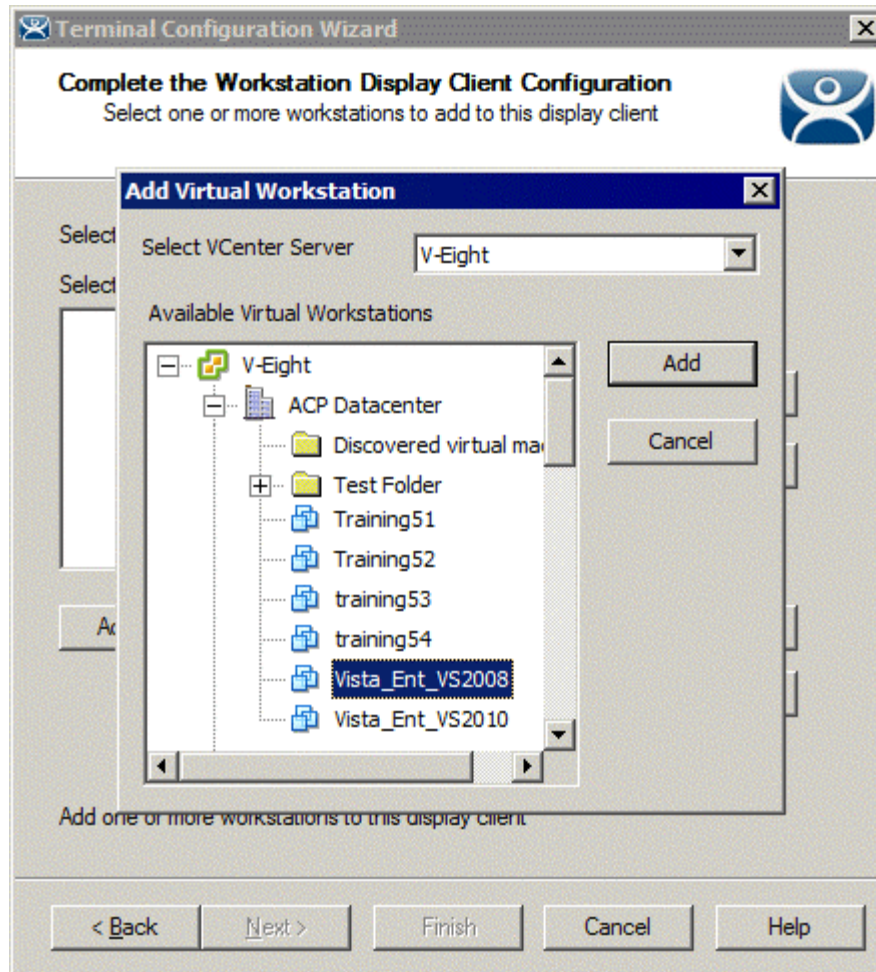 Terminal Configuration Wizard
Complete the Workstation Display Client Configuration
Select one or more workstations to add to this display client
Add Virtual Workstation
Select
Select VCenter Server
V-Eight
Select
Available Virtual Workstations
V-Eight
Add
ACP Datacenter
Discovered virtual ma
Cancel
Test Folder
Training51
Training52
training53
training54
Vista_Ent_VS2008
Vista_Ent_VS2010
Add one or more workstations to this display client
< Back
Next >
Finish
Cancel
Help